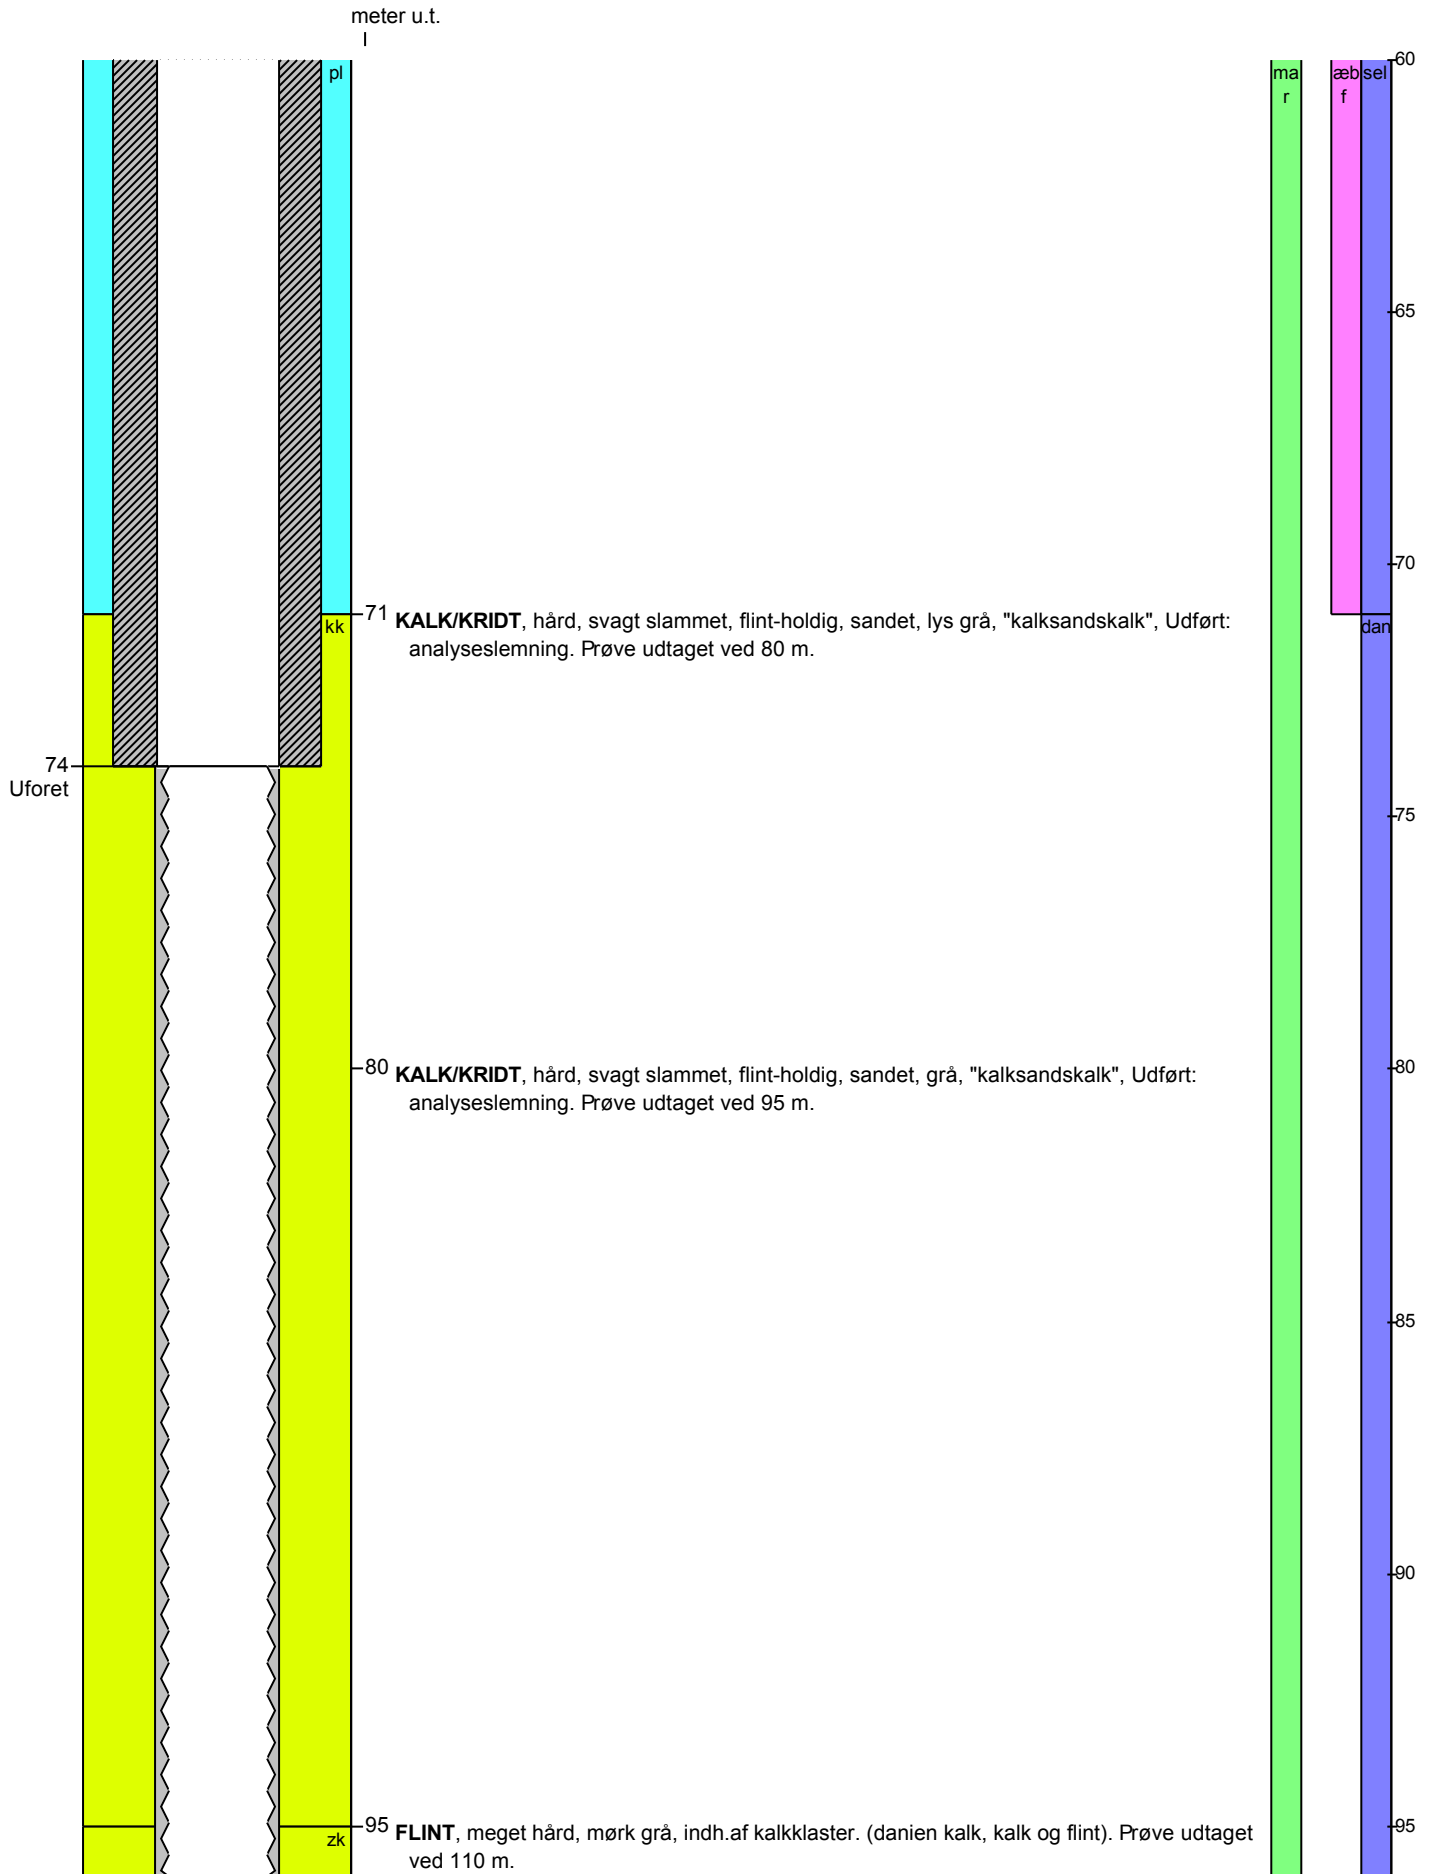 meter u.t.
pl
ma
r
æb
f
sel
60
65
70
71 KALK/KRIDT, hård, svagt slammet, flint-holdig, sandet, lys grå, "kalksandskalk", Udført:
analyseslemning. Prøve udtaget ved 80 m.
kk
dan
74
Uforet
75
80 KALK/KRIDT, hård, svagt slammet, flint-holdig, sandet, grå, "kalksandskalk", Udført:
analyseslemning. Prøve udtaget ved 95 m.
80
85
90
95 FLINT, meget hård, mørk grå, indh.af kalkklaster. (danien kalk, kalk og flint). Prøve udtaget
ved 110 m.
zk
95